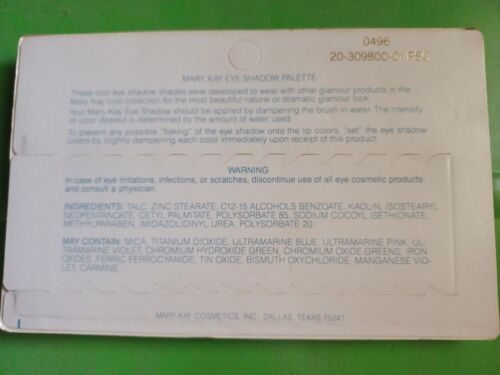 0496
20-309800-01 PBC
MARY KAY EYE SHADOW PALETTE
These cool eye shadow shades were developed to wear with other glamour products in the
Mary Kay cool collection for the most beautiful natural or dramatic glamour look.
Your Mary Kay Eye Shadow should be applied by dampening the brush in water. The intensity
of color desired is determined by the amount of water used.
To prevent any possible "flaking" of the eye shadow onto the lip colors, "set" the eye shadow
colors by slightly dampening each color immediately upon receipt of this product.
WARNING
In case of eye irritations, infections, or scratches, discontinue use of all eye cosmetic products
and consult a physician.
INGREDIENTS: TALC, ZINC STEARATE, C12-15 ALCOHOLS BENZOATE, KAOLIN, ISOSTEARYL
NEOPENTANOATE, CETYL PALMITATE, POLYSORBATE 85, SODIUM COCOYL ISETHIONATE,
METHYLPARABEN, IMIDAZOLIDINYL UREA, POLYSORBATE 20.
MAY CONTAIN: MICA, TITANIUM DIOXIDE, ULTRAMARINE BLUE, ULTRAMARINE PINK, UL-
TRAMARINE VIOLET, CHROMIUM HYDROXIDE GREEN, CHROMIUM OXIDE GREENS, IRON
OXIDES, FERRIC FERROCYANIDE, TIN OXIDE, BISMUTH OXYCHLORIDE, MANGANESE VIO-
LET, CARMINE
MARY KAY COSMETICS, INC., DALLAS, TEXAS 75247